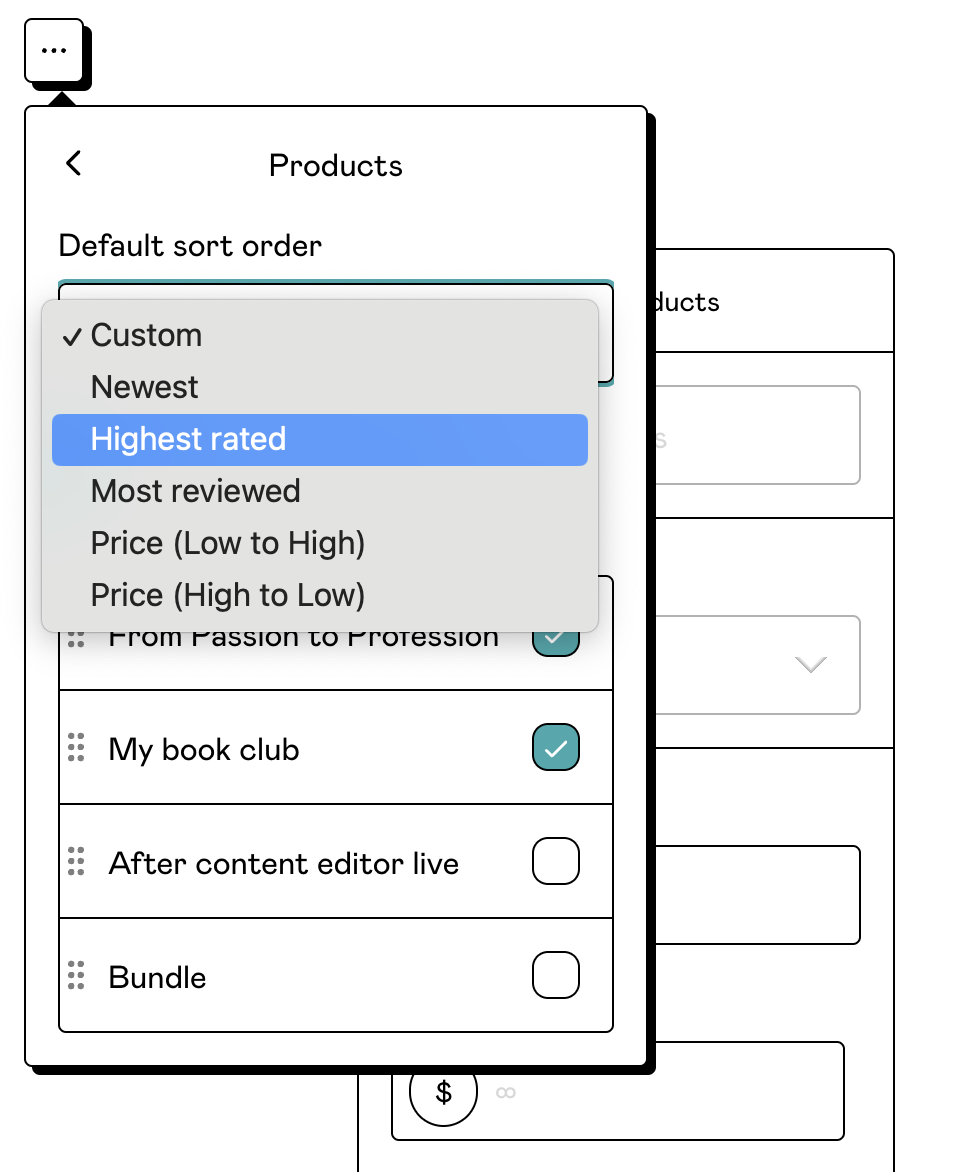 ...
Products
Default sort order
ducts
✓ Custom
Newest
Highest rated
s
Most reviewed
Price (Low to High)
Price (High to Low)
From Passion to Profession
My book club
After content editor live
Bundle
$ ∞